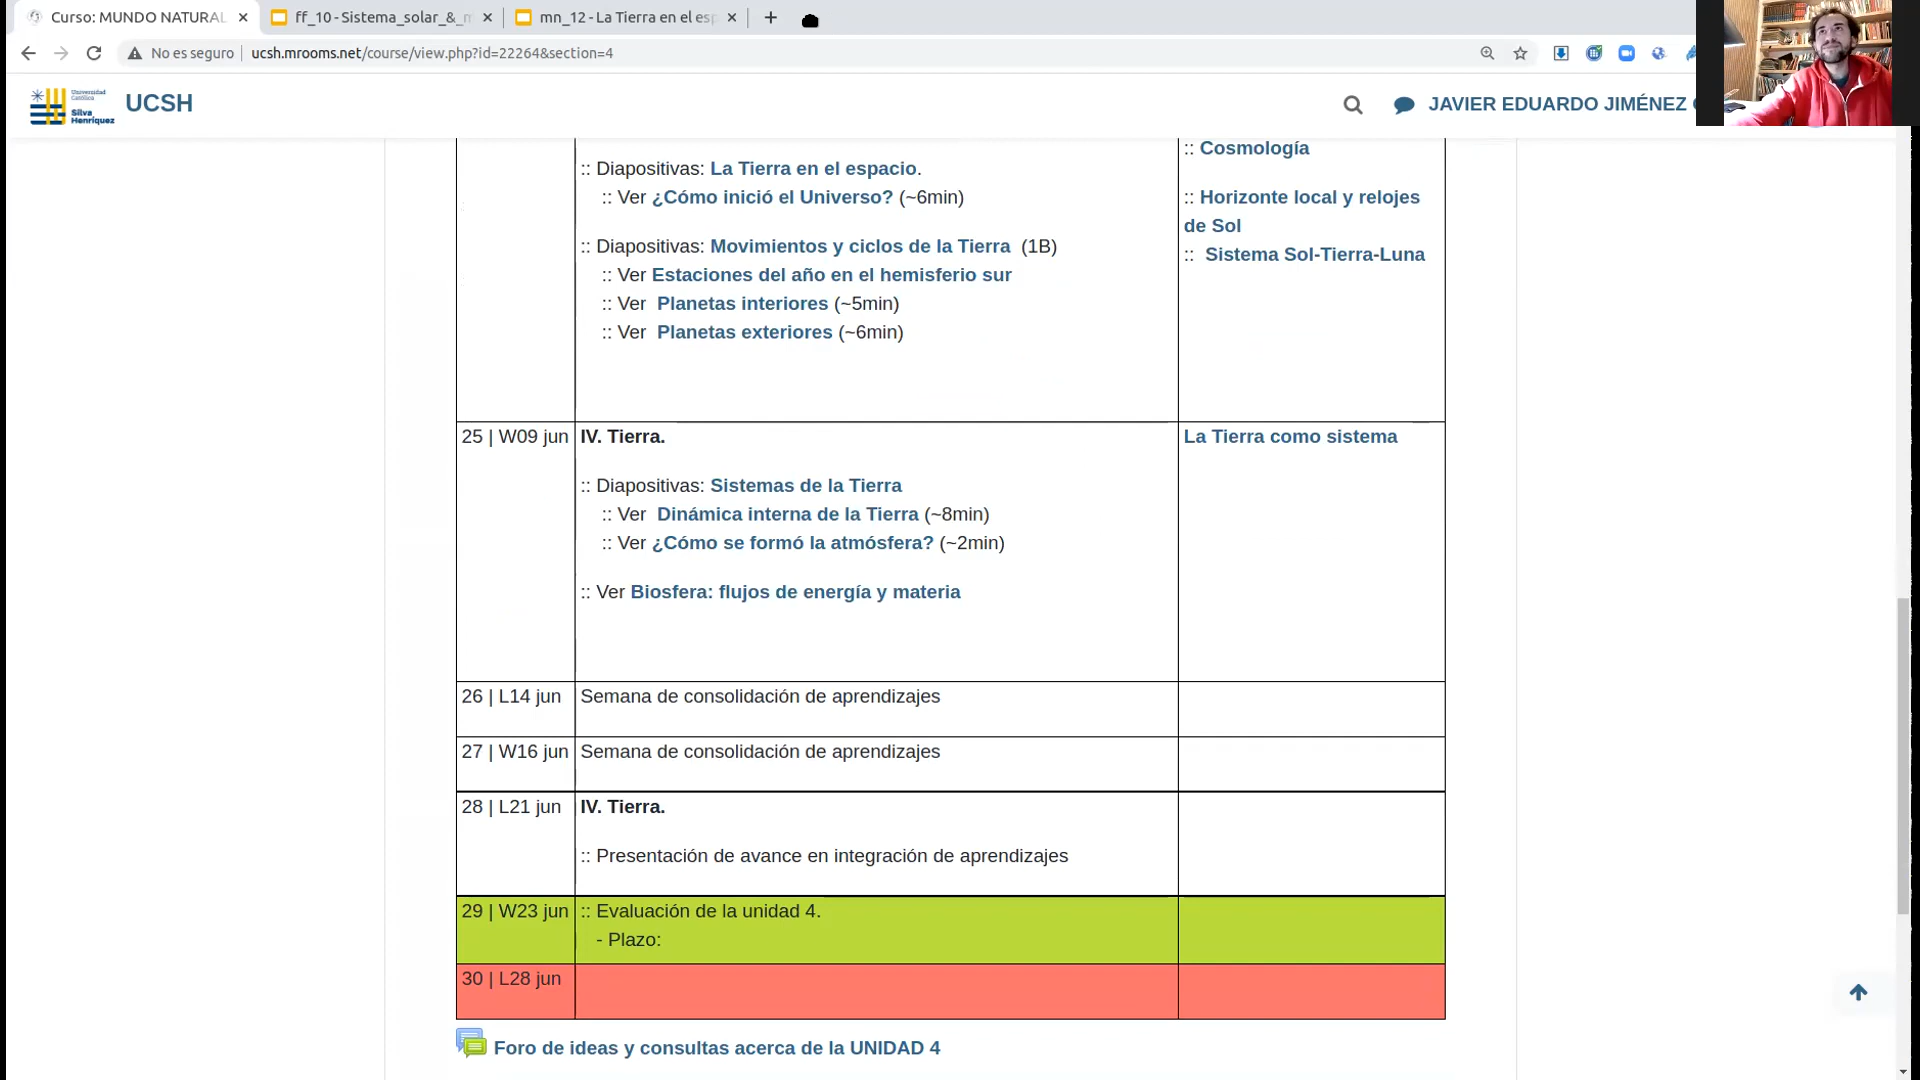 Curso: MUNDO NATURAL
ff_10 - Sistema_solar_&_m
mn_12 - La Tierra en el esp
No es seguro
ucsh.mrooms.net/course/view.php?id=22264&section=4
Universidad Católica
Silva Henríquez
UCSH
JAVIER EDUARDO JIMÉNEZ
:: Cosmología
:: Diapositivas: La Tierra en el espacio.
:: Ver ¿Cómo inició el Universo? (~6min)
:: Horizonte local y relojes
de Sol
:: Diapositivas: Movimientos y ciclos de la Tierra (1B)
:: Sistema Sol-Tierra-Luna
:: Ver Estaciones del año en el hemisferio sur
:: Ver Planetas interiores (~5min)
:: Ver Planetas exteriores (~6min)
25 | W09 jun
IV. Tierra.
La Tierra como sistema
:: Diapositivas: Sistemas de la Tierra
:: Ver Dinámica interna de la Tierra (~8min)
:: Ver ¿Cómo se formó la atmósfera? (~2min)
:: Ver Biosfera: flujos de energía y materia
26 | L14 jun
Semana de consolidación de aprendizajes
27 | W16 jun
Semana de consolidación de aprendizajes
28 | L21 jun
IV. Tierra.
:: Presentación de avance en integración de aprendizajes
29 | W23 jun
:: Evaluación de la unidad 4.
- Plazo:
30 | L28 jun
Foro de ideas y consultas acerca de la UNIDAD 4